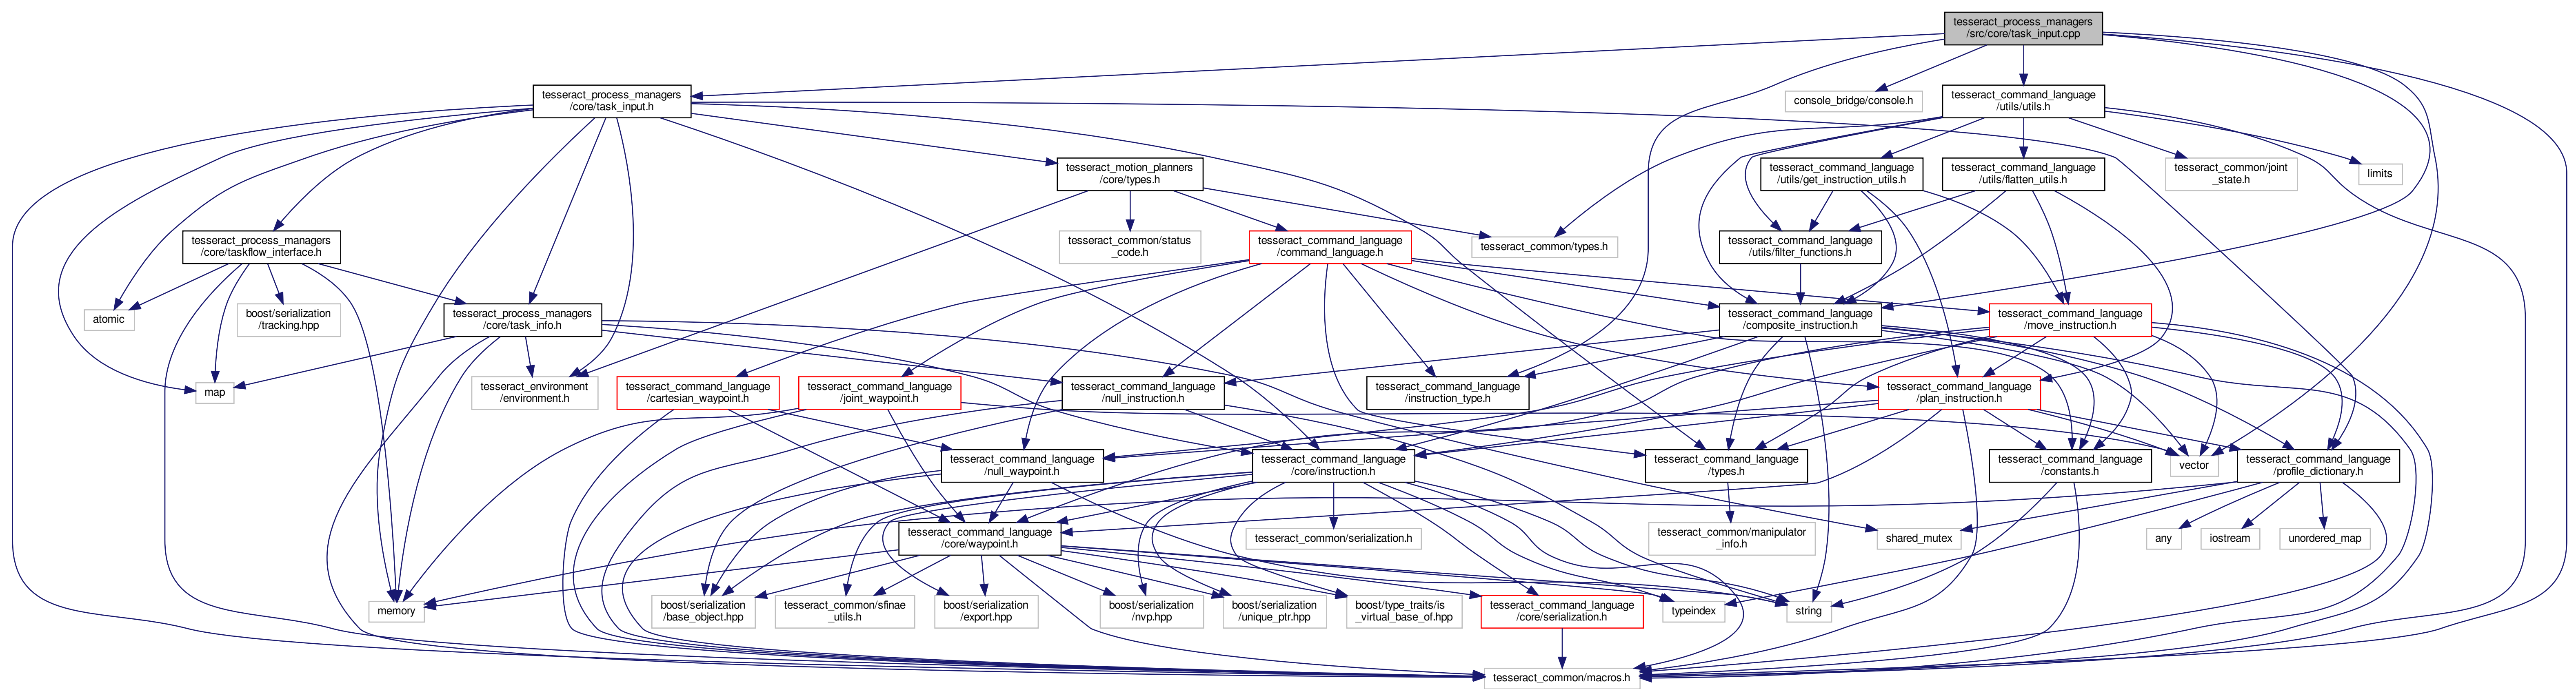 tesseract_process_managers
/src/core/task_input.cpp
tesseract_process_managers
/core/task_input.h
console_bridge/console.h
tesseract_command_language
/utils/utils.h
tesseract_motion_planners
/core/types.h
tesseract_command_language
/utils/get_instruction_utils.h
tesseract_command_language
/utils/flatten_utils.h
tesseract_common/joint
_state.h
limits
tesseract_process_managers
/core/taskflow_interface.h
tesseract_common/status
_code.h
tesseract_command_language
/command_language.h
tesseract_common/types.h
tesseract_command_language
/utils/filter_functions.h
atomic
boost/serialization
/tracking.hpp
tesseract_process_managers
/core/task_info.h
tesseract_command_language
/composite_instruction.h
tesseract_command_language
/move_instruction.h
map
tesseract_environment
/environment.h
tesseract_command_language
/cartesian_waypoint.h
tesseract_command_language
/joint_waypoint.h
tesseract_command_language
/null_instruction.h
tesseract_command_language
/instruction_type.h
tesseract_command_language
/plan_instruction.h
tesseract_command_language
/null_waypoint.h
tesseract_command_language
/core/instruction.h
tesseract_command_language
/types.h
tesseract_command_language
/constants.h
vector
tesseract_command_language
/profile_dictionary.h
tesseract_command_language
/core/waypoint.h
tesseract_common/serialization.h
tesseract_common/manipulator
_info.h
shared_mutex
any
iostream
unordered_map
memory
boost/serialization
/base_object.hpp
tesseract_common/sfinae
_utils.h
boost/serialization
/export.hpp
boost/serialization
/nvp.hpp
boost/serialization
/unique_ptr.hpp
boost/type_traits/is
_virtual_base_of.hpp
tesseract_command_language
/core/serialization.h
typeindex
string
tesseract_common/macros.h